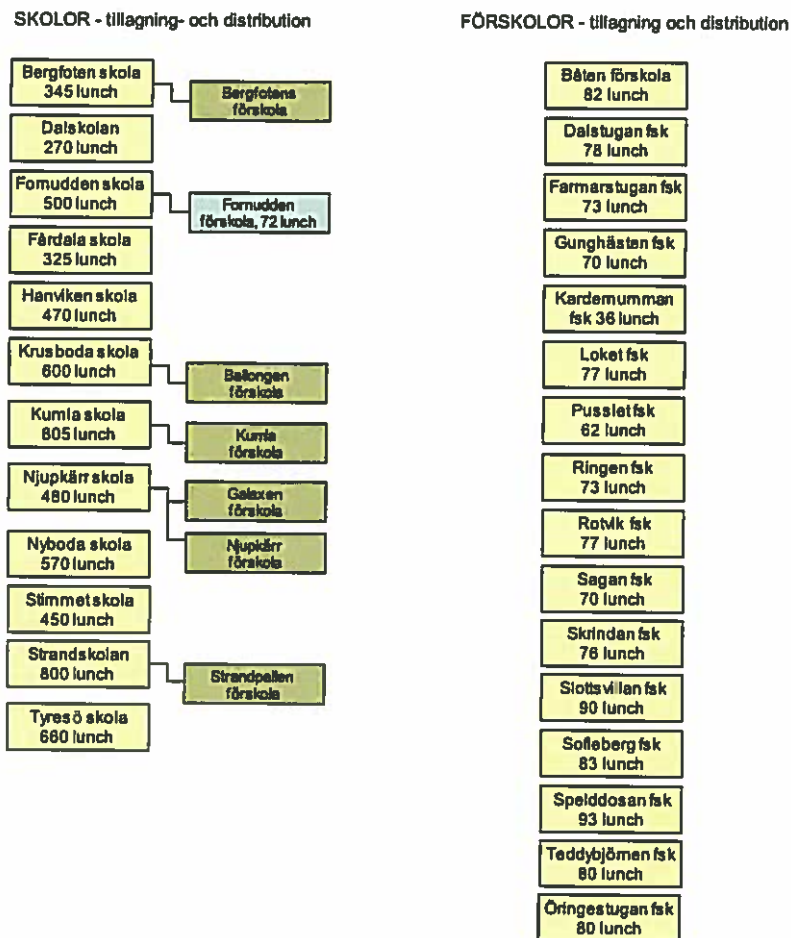 SKOLOR - tillagning- och distribution
Bergfoten skola
345 lunch
Bergfotens
förskola
Dalskolan
270 lunch
Fornudden skola
500 lunch
Fornudden
förskola, 72 lunch
Fårdala skola
325 lunch
Hanviken skola
470 lunch
Krusboda skola
600 lunch
Ballongen
förskola
Kumla skola
605 lunch
Kumla
förskola
Njupkärr skola
480 lunch
Galaxen
förskola
Njupkärr
förskola
Nyboda skola
570 lunch
Stimmet skola
450 lunch
Strandskolan
800 lunch
Strandpallen
förskola
Tyresö skola
660 lunch
FÖRSKOLOR - tillagning och distribution
Båten förskola
82 lunch
Dalstugan fsk
78 lunch
Farmarstugan fsk
73 lunch
Gunghästen fsk
70 lunch
Kardemumman
fsk 36 lunch
Loket fsk
77 lunch
Pusslet fsk
62 lunch
Ringen fsk
73 lunch
Rotvik fsk
77 lunch
Sagan fsk
70 lunch
Skrindan fsk
76 lunch
Slottsvillan fsk
90 lunch
Sofieberg fsk
83 lunch
Speldosan fsk
93 lunch
Teddybjörnen fsk
80 lunch
Öringestugan fsk
80 lunch